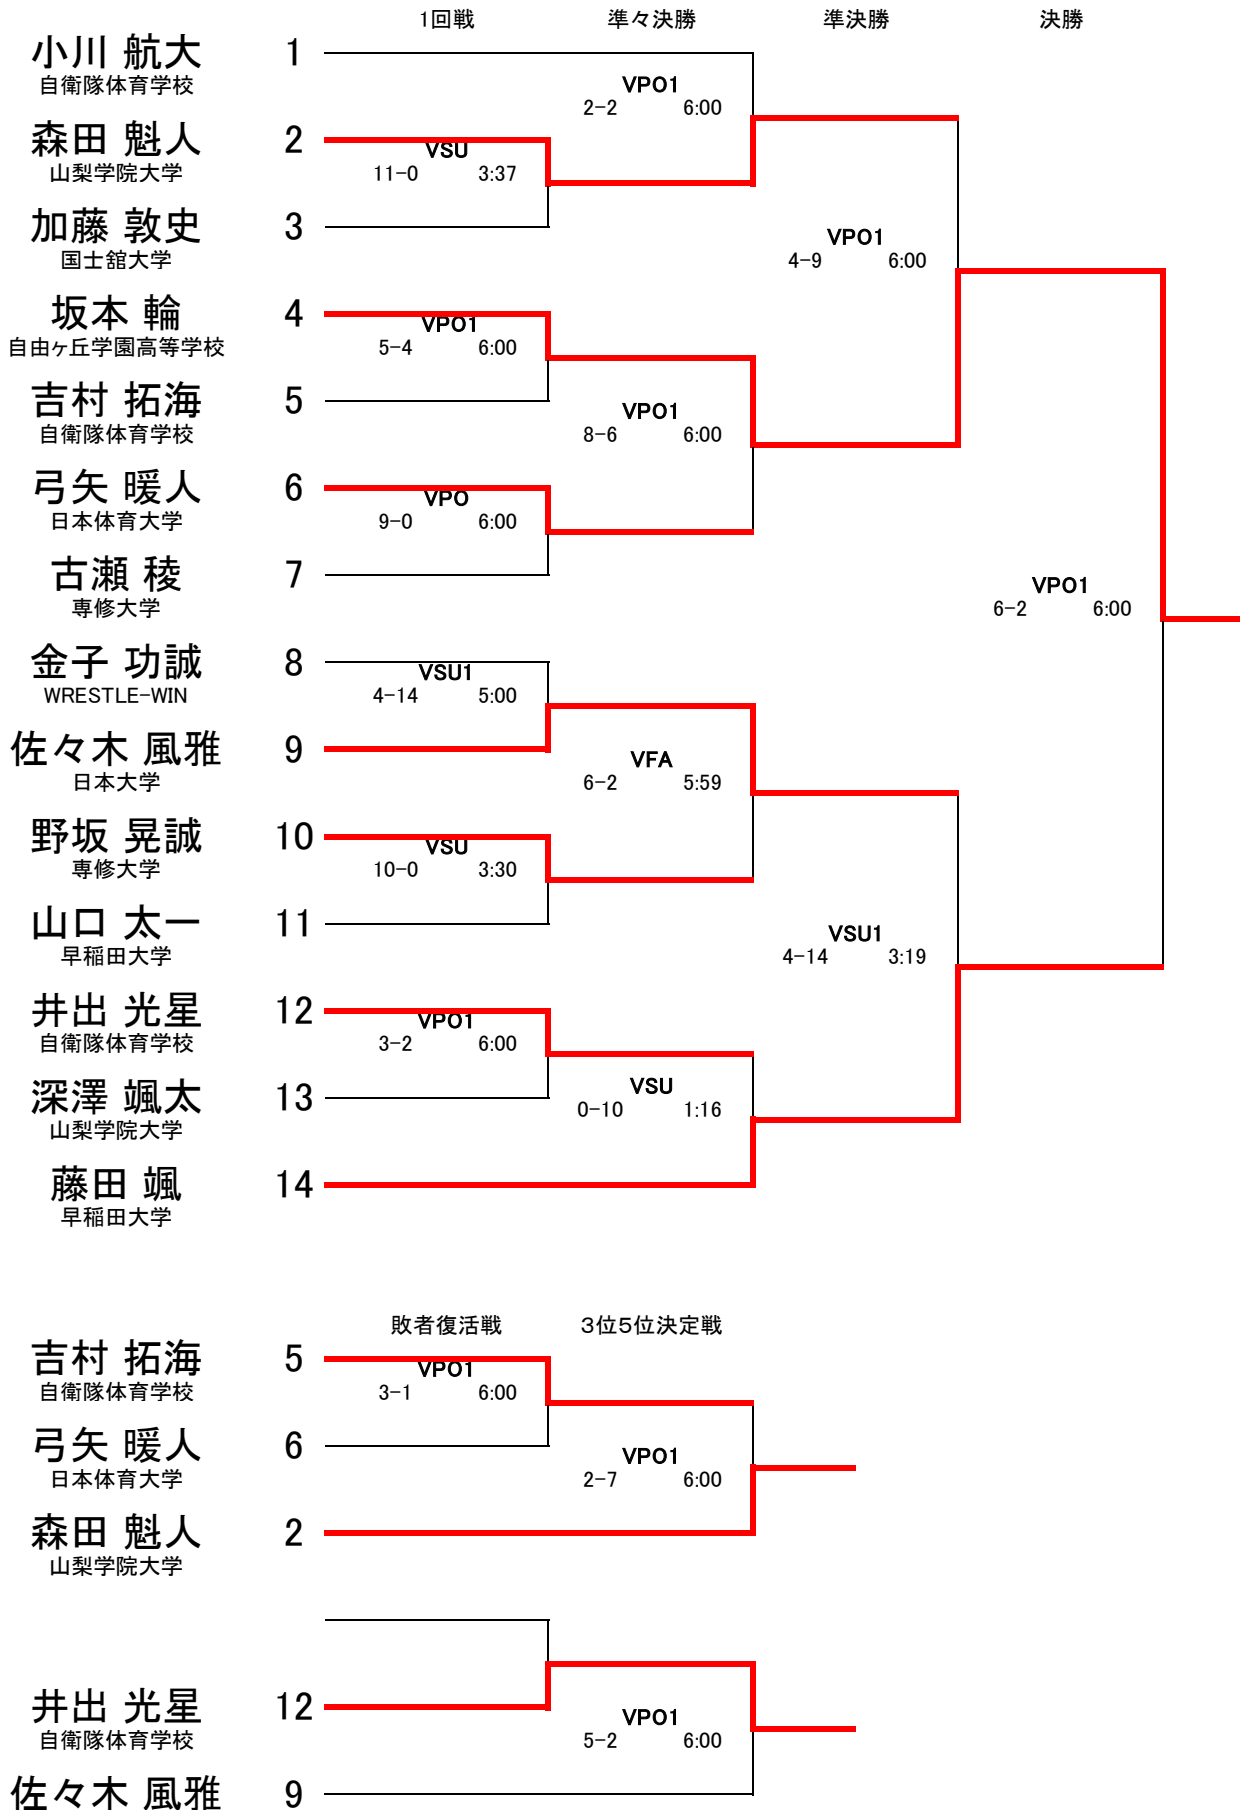 1回戦 準々決勝 準決勝 決勝
小川 航大 1
自衛隊体育学校
VPO1
2-2 6:00
森田 魁人 2
山梨学院大学
VSU
11-0 3:37
加藤 敦史 3
国士舘大学
VPO1
4-9 6:00
坂本 輪 4
自由ヶ丘学園高等学校
VPO1
5-4 6:00
吉村 拓海 5
自衛隊体育学校
VPO1
8-6 6:00
弓矢 暖人 6
日本体育大学
VPO
9-0 6:00
古瀬 稜 7
専修大学
VPO1
6-2 6:00
金子 功誠 8
WRESTLE-WIN
VSU1
4-14 5:00
佐々木 風雅 9
日本大学
VFA
6-2 5:59
野坂 晃誠 10
専修大学
VSU
10-0 3:30
山口 太一 11
早稲田大学
VSU1
4-14 3:19
井出 光星 12
自衛隊体育学校
VPO1
3-2 6:00
深澤 颯太 13
山梨学院大学
VSU
0-10 1:16
藤田 颯 14
早稲田大学
敗者復活戦 3位5位決定戦
吉村 拓海 5
自衛隊体育学校
VPO1
3-1 6:00
弓矢 暖人 6
日本体育大学
VPO1
2-7 6:00
森田 魁人 2
山梨学院大学
井出 光星 12
自衛隊体育学校
VPO1
5-2 6:00
佐々木 風雅 9